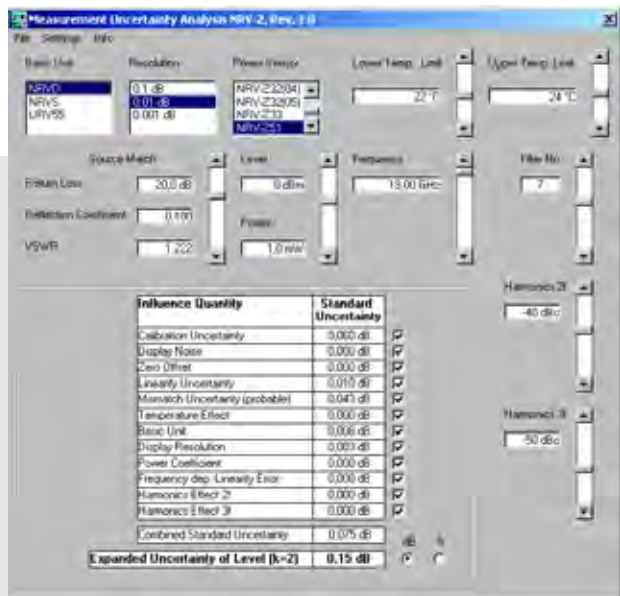 Measurement Uncertainty Analysis NRV-Z, Rev. 1.0
File Settings Info
Basic Unit
NRVD
NRVS
URV55
Resolution
0.1 dB
0.01 dB
0.001 dB
Power Sensor
NRV-Z32(04)
NRV-Z32(05)
NRV-Z33
NRV-Z51
Lower Temp. Limit
22 °C
Upper Temp. Limit
24 °C
Source Match
Return Loss 20,0 dB
Reflection Coefficient 0,100
VSWR 1,222
Level
0 dBm
Power
1,0 mW
Frequency
18,00 GHz
Filter No.
7
Harmonics 2f
-40 dBc
Harmonics 3f
-50 dBc
Influence Quantity Standard Uncertainty
Calibration Uncertainty 0,060 dB
Display Noise 0,000 dB
Zero Offset 0,000 dB
Linearity Uncertainty 0,010 dB
Mismatch Uncertainty (probable) 0,043 dB
Temperature Effect 0,000 dB
Basic Unit 0,006 dB
Display Resolution 0,003 dB
Power Coefficient 0,000 dB
Frequency dep. Linearity Error 0,000 dB
Harmonics Effect 2f 0,000 dB
Harmonics Effect 3f 0,000 dB
Combined Standard Uncertainty 0,075 dB
dB %
Expanded Uncertainty of Level (k=2) 0,15 dB